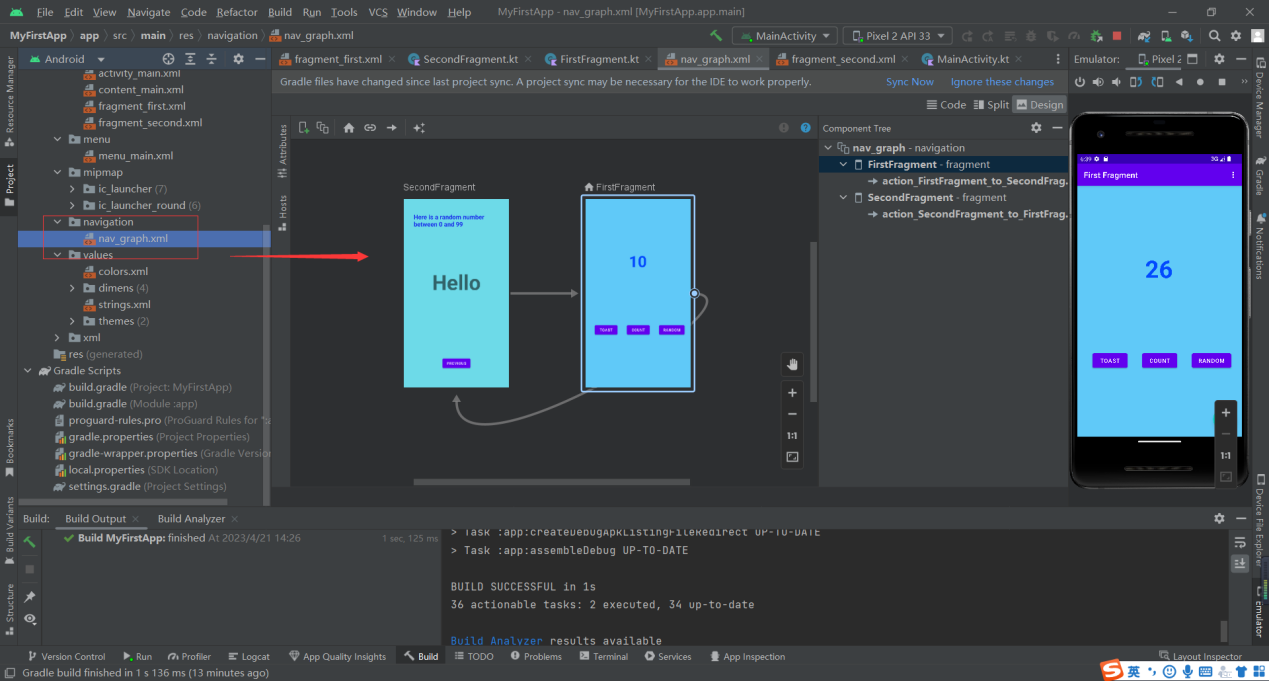 File Edit View Navigate Code Refactor Build Run Tools VCS Window Help MyFirstApp - nav_graph.xml [MyFirstApp.app.main]
MyFirstApp app src main res navigation nav_graph.xml MainActivity Pixel 2 API 33
Android
fragment_first.xml SecondFragment.kt FirstFragment.kt nav_graph.xml fragment_second.xml MainActivity.kt
Emulator: Pixel 2
Gradle files have changed since last project sync. A project sync may be necessary for the IDE to work properly. Sync Now Ignore these changes
Code Split Design
Resource Manager
Project
Bookmarks
Build Variants
Structure
activity_main.xml
content_main.xml
fragment_first.xml
fragment_second.xml
menu
menu_main.xml
mipmap
ic_launcher (7)
ic_launcher_round (6)
navigation
nav_graph.xml
values
colors.xml
dimens (4)
strings.xml
themes (2)
xml
res (generated)
Gradle Scripts
build.gradle (Project: MyFirstApp)
build.gradle (Module :app)
proguard-rules.pro (ProGuard Rules for ":a
gradle.properties (Project Properties)
gradle-wrapper.properties (Gradle Version
local.properties (SDK Location)
settings.gradle (Project Settings)
Attributes
Hosts
SecondFragment
Here is a random number
between 0 and 99
Hello
PREVIOUS
FirstFragment
10
TOAST COUNT RANDOM
1:1
Component Tree
nav_graph - navigation
FirstFragment - fragment
action_FirstFragment_to_SecondFrag.
SecondFragment - fragment
action_SecondFragment_to_FirstFrag.
6:39 3G
First Fragment
26
TOAST COUNT RANDOM
1:1
Device Manager
Gradle
Notifications
Device File Explorer
Emulator
Build: Build Output Build Analyzer
Build MyFirstApp: finished At 2023/4/21 14:26 1 sec, 125 ms
> Task :app:createDebugApkListingFileRedirect UP-TO-DATE
> Task :app:assembleDebug UP-TO-DATE
BUILD SUCCESSFUL in 1s
36 actionable tasks: 2 executed, 34 up-to-date
Build Analyzer results available
Version Control Run Profiler Logcat App Quality Insights Build TODO Problems Terminal Services App Inspection Layout Inspector
Gradle build finished in 1 s 136 ms (13 minutes ago)
S 英